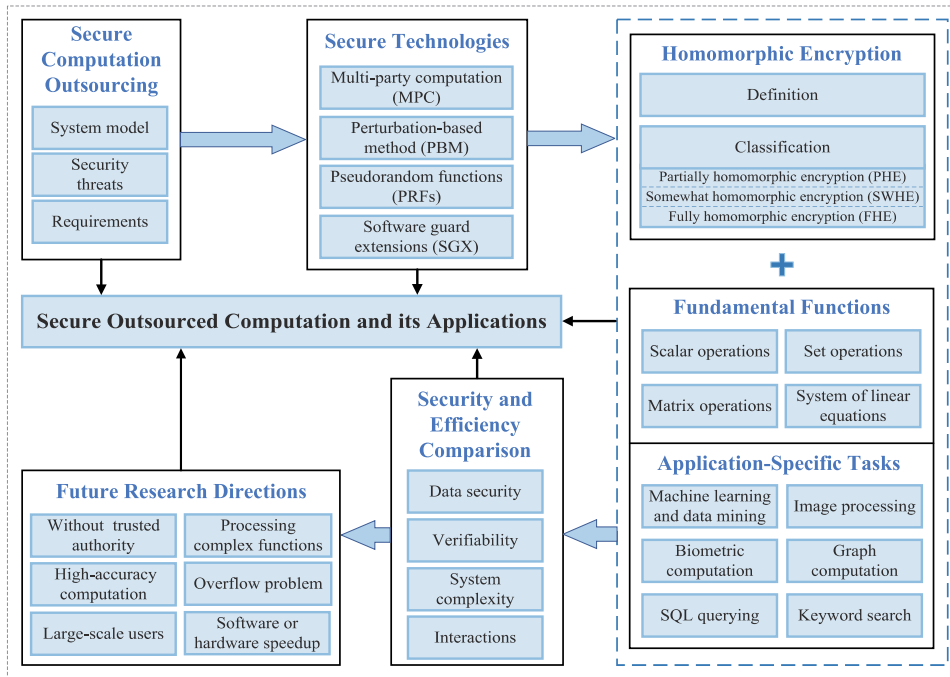 Secure
Computation
Outsourcing
System model
Security
threats
Requirements
Secure Technologies
Multi-party computation
(MPC)
Perturbation-based
method (PBM)
Pseudorandom functions
(PRFs)
Software guard
extensions (SGX)
Homomorphic Encryption
Definition
Classification
Partially homomorphic encryption (PHE)
Somewhat homomorphic encryption (SWHE)
Fully homomorphic encryption (FHE)
+
Secure Outsourced Computation and its Applications
Fundamental Functions
Scalar operations
Set operations
Matrix operations
System of linear
equations
Application-Specific Tasks
Machine learning
and data mining
Image processing
Biometric
computation
Graph
computation
SQL querying
Keyword search
Security and
Efficiency
Comparison
Data security
Verifiability
System
complexity
Interactions
Future Research Directions
Without trusted
authority
Processing
complex functions
High-accuracy
computation
Overflow problem
Large-scale users
Software or
hardware speedup